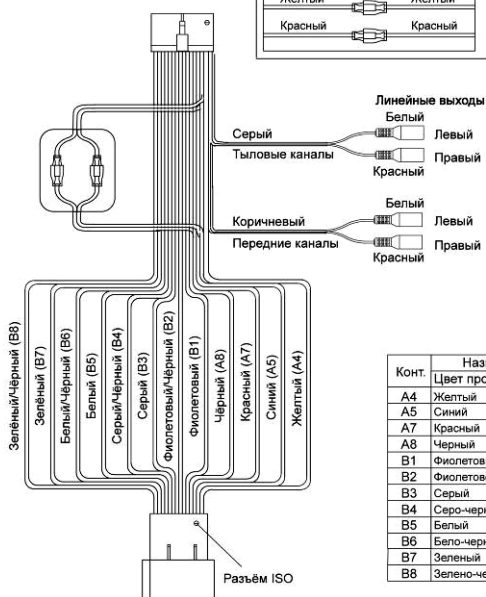 Желтый Желтый
Красный Красный
Линейные выходы
Белый
Серый Левый
Тыловые каналы Правый
Красный
Белый
Коричневый Левый
Передние каналы Правый
Красный
Зелёный/Чёрный (B8)
Зелёный (B7)
Белый/Чёрный (B6)
Белый (B5)
Серый/Чёрный (B4)
Серый (B3)
Фиолетовый/Чёрный (B2)
Фиолетовый (B1)
Чёрный (A8)
Красный (A7)
Синий (A5)
Жёлтый (A4)
Конт. Наз
Цвет про
A4 Желтый
A5 Синий
A7 Красный
A8 Черный
B1 Фиолетов
B2 Фиолетов
B3 Серый
B4 Серо-чер
B5 Белый
B6 Бело-чер
B7 Зеленый
B8 Зелено-че
Разъём ISO